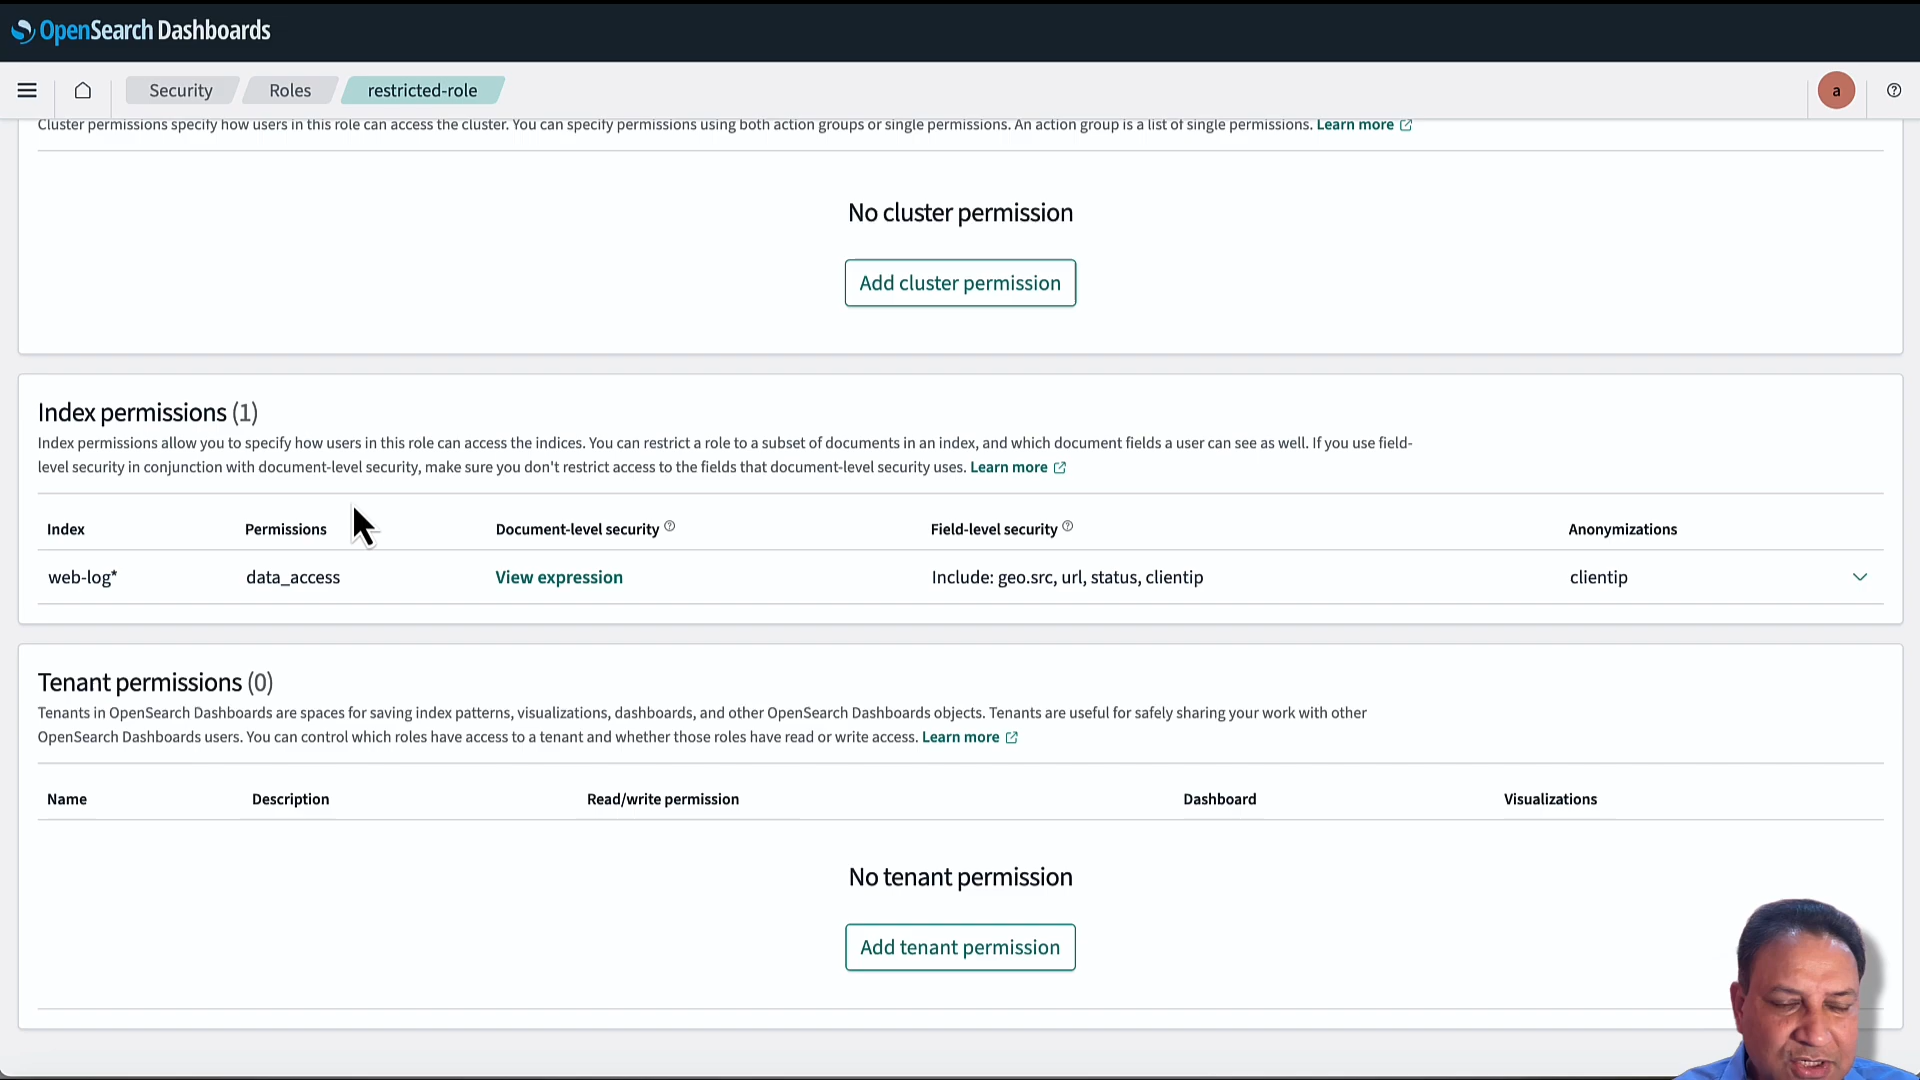 OpenSearch Dashboards
Security Roles restricted-role a
Cluster permissions specify how users in this role can access the cluster. You can specify permissions using both action groups or single permissions. An action group is a list of single permissions. Learn more
No cluster permission
Add cluster permission
Index permissions (1)
Index permissions allow you to specify how users in this role can access the indices. You can restrict a role to a subset of documents in an index, and which document fields a user can see as well. If you use field-
level security in conjunction with document-level security, make sure you don't restrict access to the fields that document-level security uses. Learn more
Index Permissions Document-level security Field-level security Anonymizations
web-log* data_access View expression Include: geo.src, url, status, clientip clientip
Tenant permissions (0)
Tenants in OpenSearch Dashboards are spaces for saving index patterns, visualizations, dashboards, and other OpenSearch Dashboards objects. Tenants are useful for safely sharing your work with other
OpenSearch Dashboards users. You can control which roles have access to a tenant and whether those roles have read or write access. Learn more
Name Description Read/write permission Dashboard Visualizations
No tenant permission
Add tenant permission